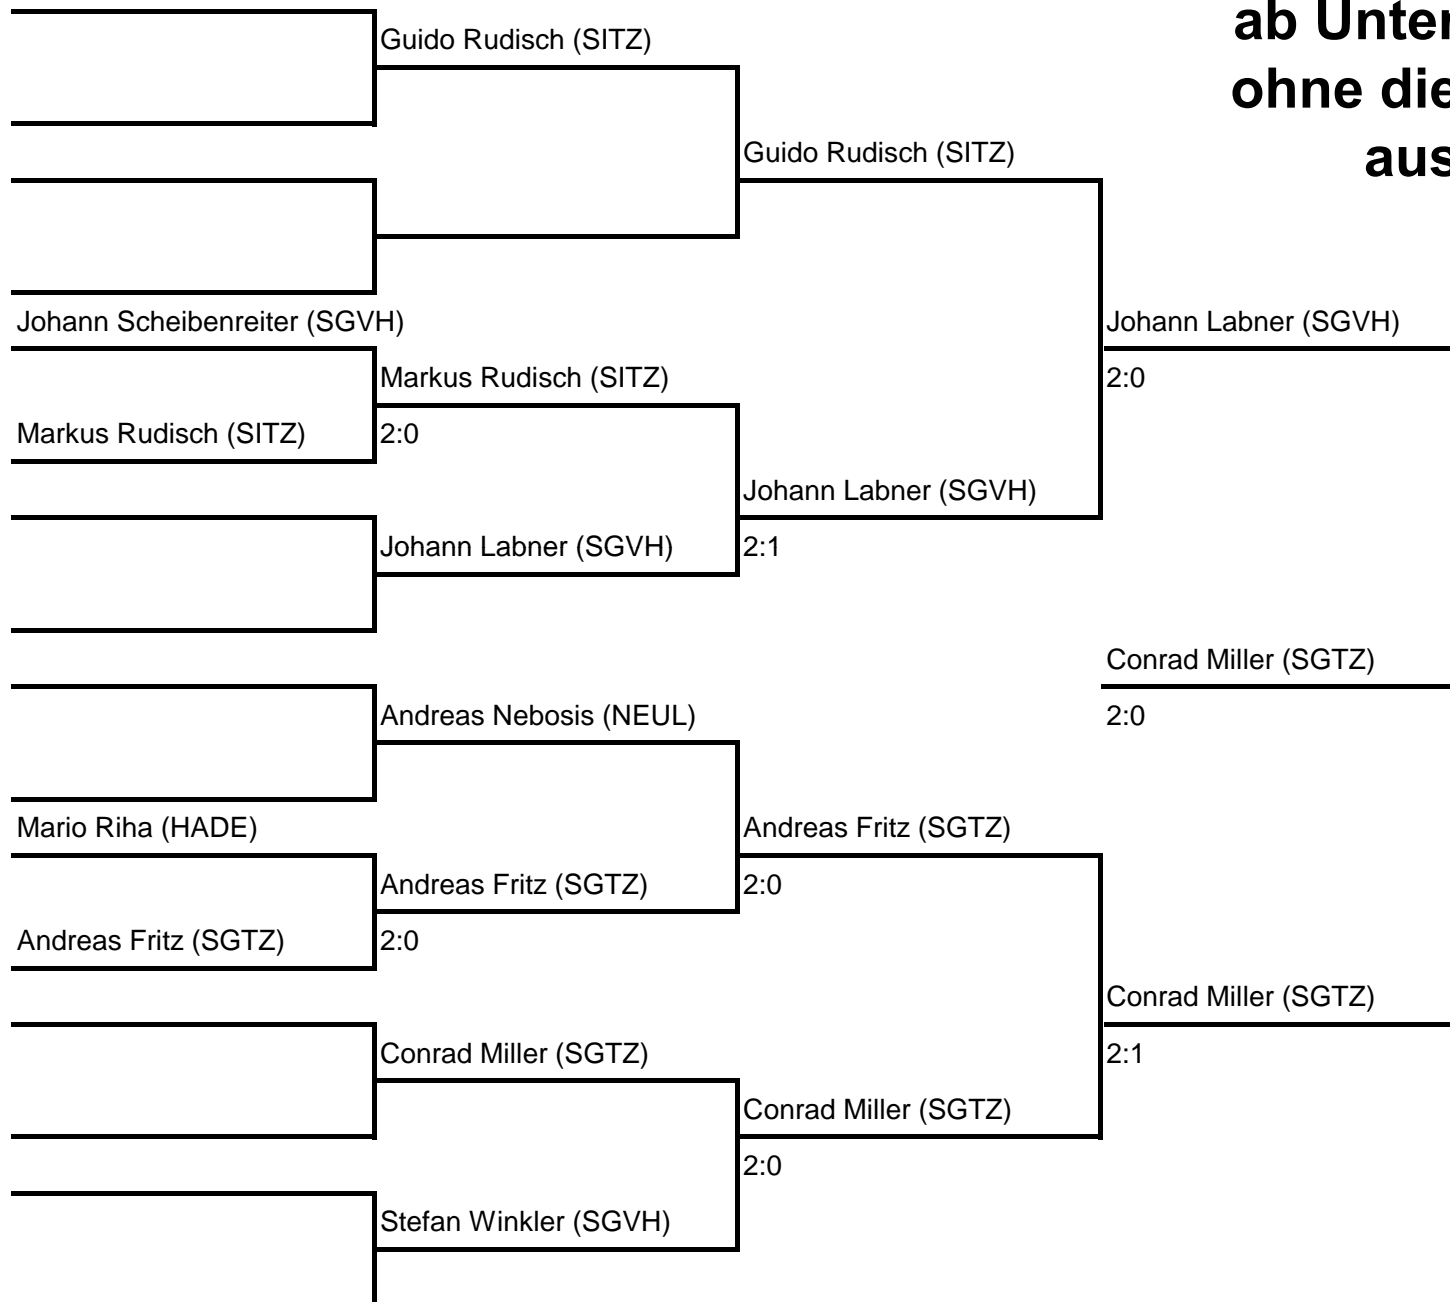 ab Unter
ohne die
aus
Guido Rudisch (SITZ)
Guido Rudisch (SITZ)
Johann Scheibenreiter (SGVH)
Johann Labner (SGVH)
Markus Rudisch (SITZ)
2:0
Markus Rudisch (SITZ)
2:0
Johann Labner (SGVH)
Johann Labner (SGVH)
2:1
Conrad Miller (SGTZ)
Andreas Nebosis (NEUL)
2:0
Mario Riha (HADE)
Andreas Fritz (SGTZ)
Andreas Fritz (SGTZ)
2:0
Andreas Fritz (SGTZ)
2:0
Conrad Miller (SGTZ)
Conrad Miller (SGTZ)
2:1
Conrad Miller (SGTZ)
2:0
Stefan Winkler (SGVH)